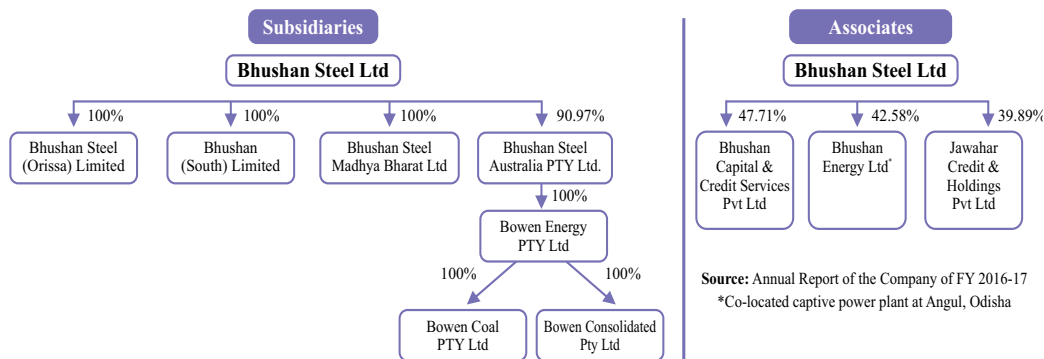 Subsidiaries
Bhushan Steel Ltd
100%
100%
100%
90.97%
Bhushan Steel
(Orissa) Limited
Bhushan
(South) Limited
Bhushan Steel
Madhya Bharat Ltd
Bhushan Steel
Australia PTY Ltd.
100%
Bowen Energy
PTY Ltd
100%
100%
Bowen Coal
PTY Ltd
Bowen Consolidated
Pty Ltd
Associates
Bhushan Steel Ltd
47.71%
42.58%
39.89%
Bhushan
Capital &
Credit Services
Pvt Ltd
Bhushan
Energy Ltd*
Jawahar
Credit &
Holdings
Pvt Ltd
Source: Annual Report of the Company of FY 2016-17
*Co-located captive power plant at Angul, Odisha